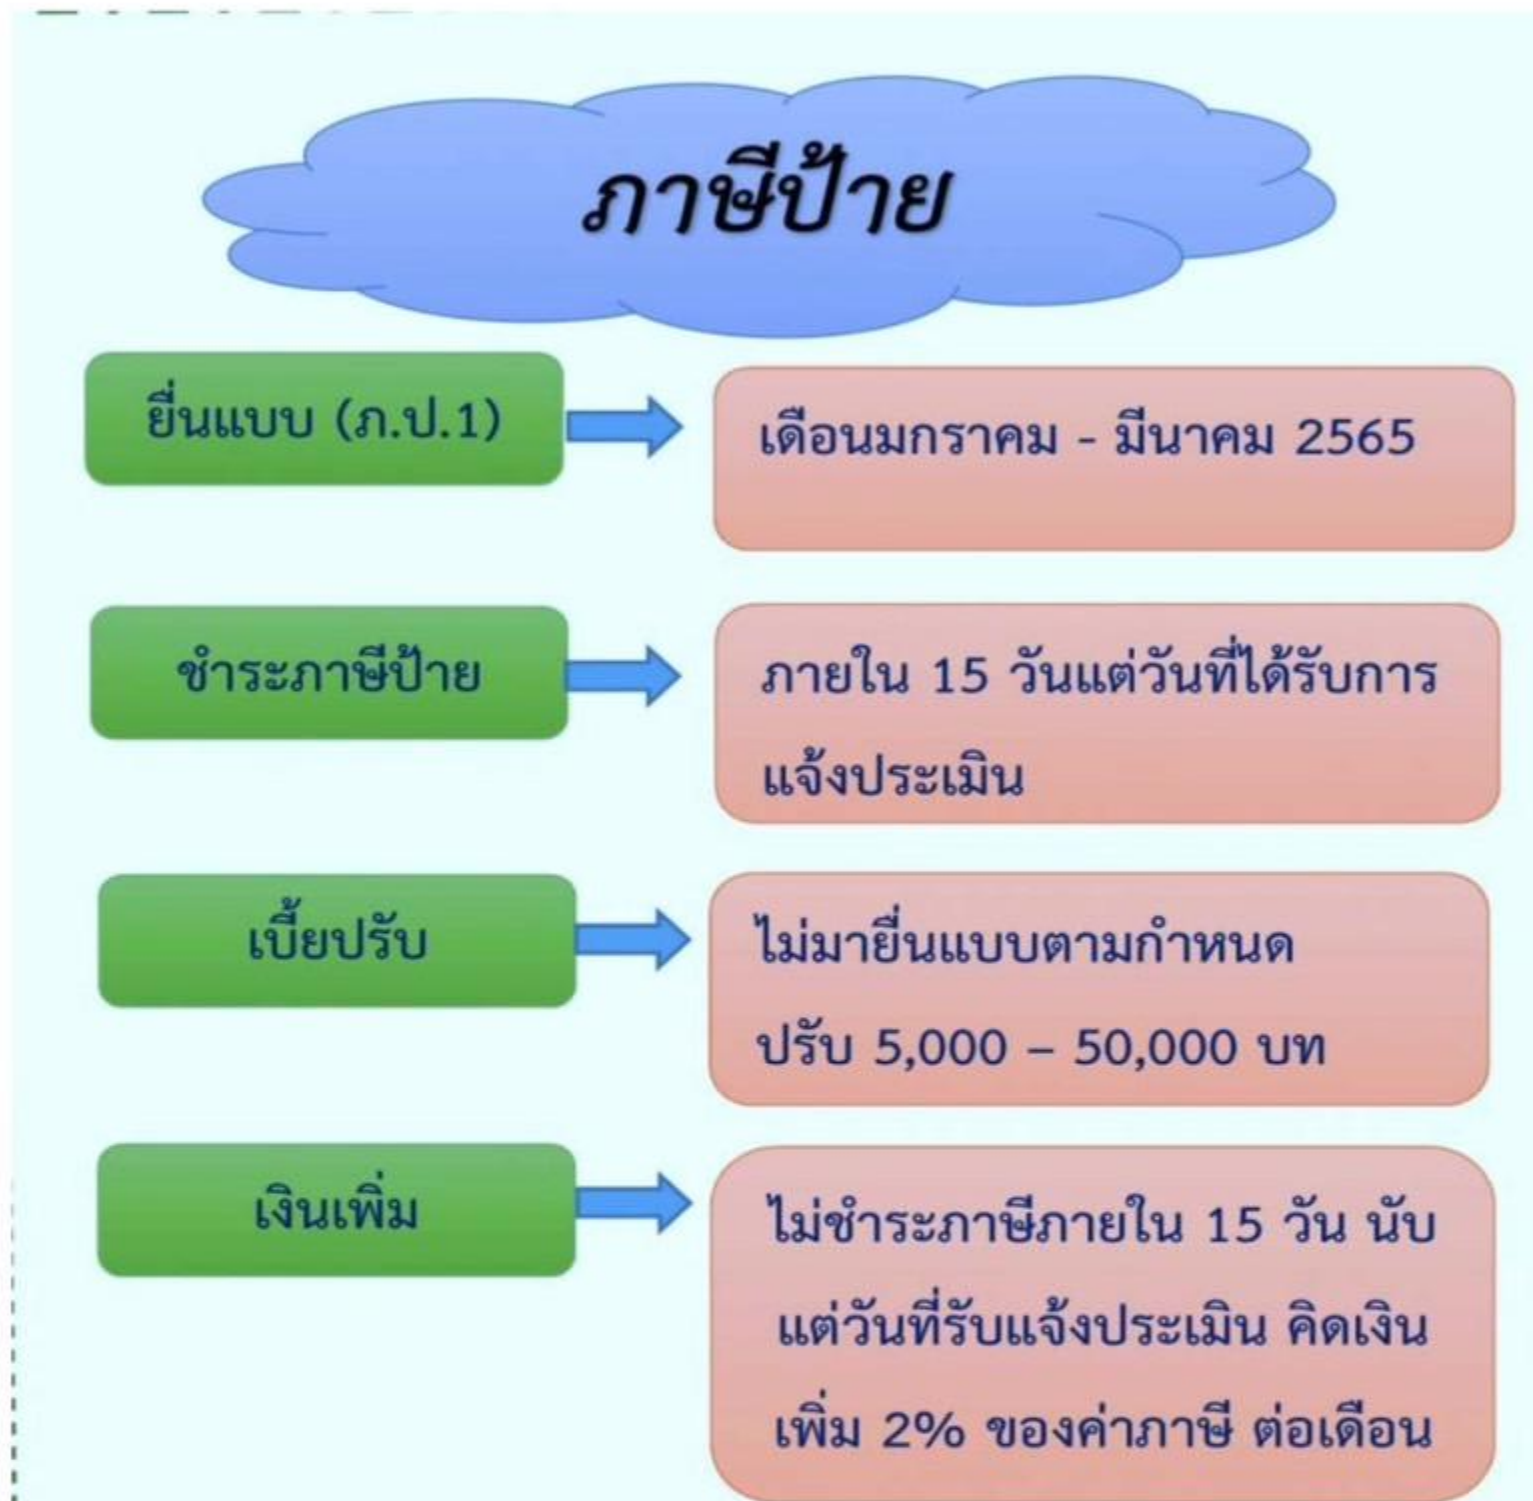 ภาษีป้าย
ยื่นแบบ (ภ.ป.1)
เดือนมกราคม - มีนาคม 2565
ชำระภาษีป้าย
ภายใน 15 วันแต่วันที่ได้รับการ
แจ้งประเมิน
เบี้ยปรับ
ไม่มายื่นแบบตามกำหนด
ปรับ 5,000 – 50,000 บท
เงินเพิ่ม
ไม่ชำระภาษีภายใน 15 วัน นับ
แต่วันที่รับแจ้งประเมิน คิดเงิน
เพิ่ม 2% ของค่าภาษี ต่อเดือน